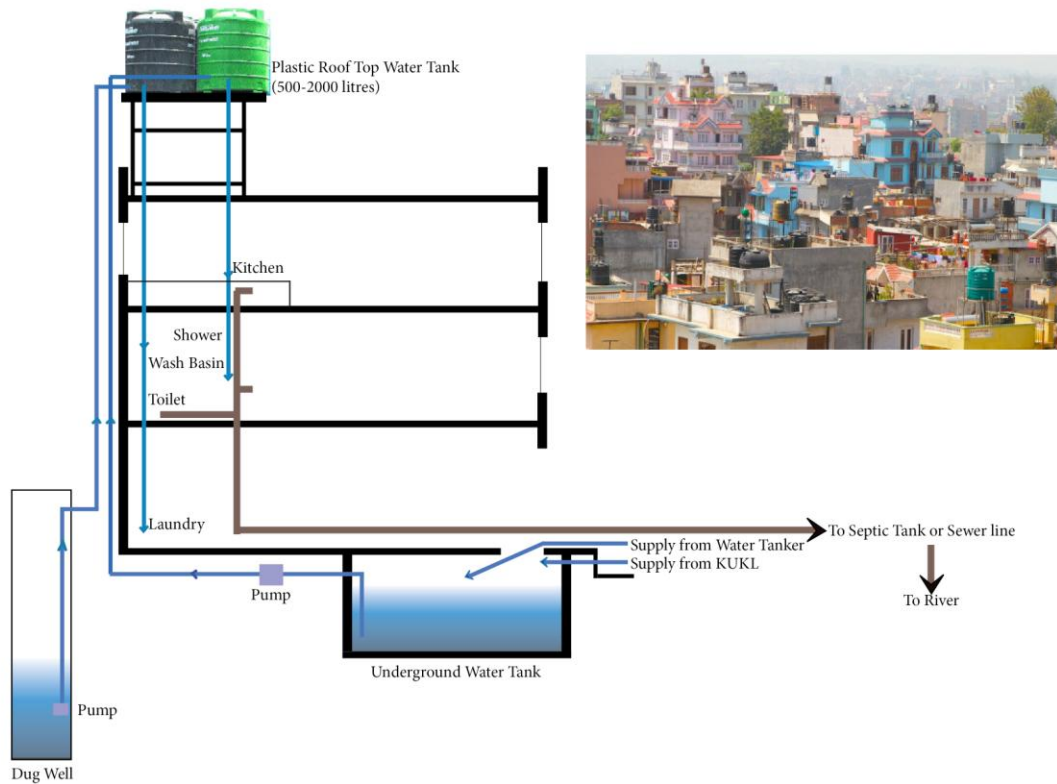 Plastic Roof Top Water Tank
(500-2000 litres)
Kitchen
Shower
Wash Basin
Toilet
Laundry
To Septic Tank or Sewer line
Supply from Water Tanker
Supply from KUKL
Pump
To River
Underground Water Tank
Pump
Dug Well